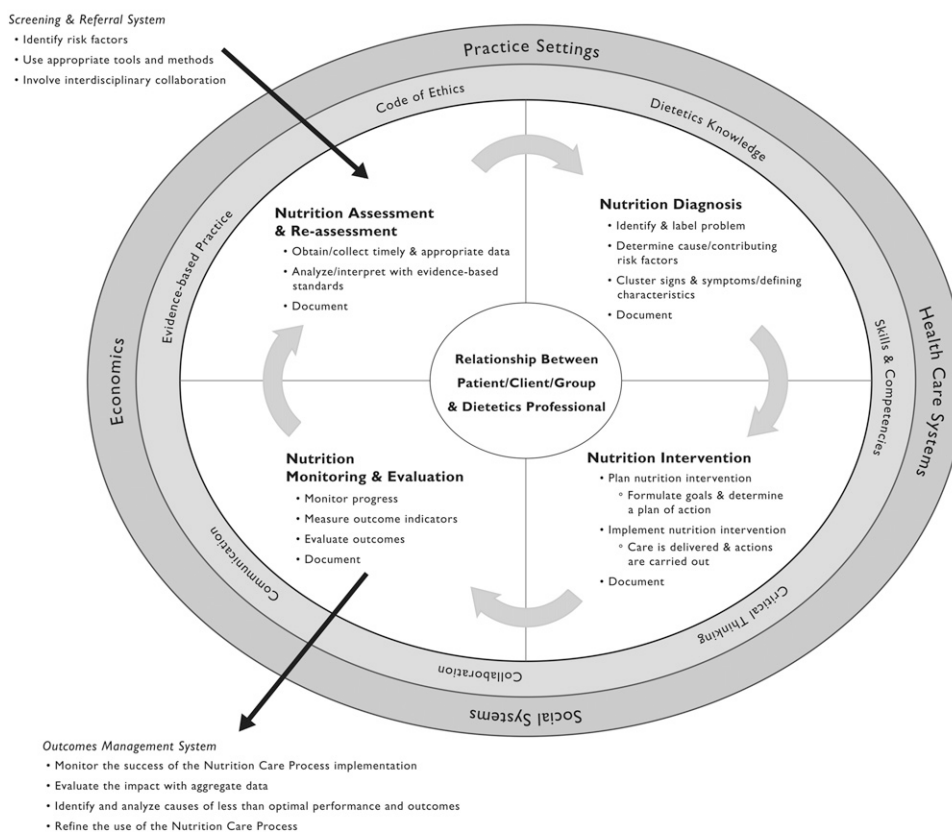 Screening & Referral System
• Identify risk factors
• Use appropriate tools and methods
• Involve interdisciplinary collaboration
Practice Settings
Code of Ethics
Dietetics Knowledge
Evidence-based Practice
Economics
Skills & Competencies
Health Care Systems
Nutrition Assessment
& Re-assessment
• Obtain/collect timely & appropriate data
• Analyze/interpret with evidence-based
standards
• Document
Nutrition Diagnosis
• Identify & label problem
• Determine cause/contributing
risk factors
• Cluster signs & symptoms/defining
characteristics
• Document
Relationship Between
Patient/Client/Group
& Dietetics Professional
Nutrition
Monitoring & Evaluation
• Monitor progress
• Measure outcome indicators
• Evaluate outcomes
• Document
Nutrition Intervention
• Plan nutrition intervention
° Formulate goals & determine
a plan of action
• Implement nutrition intervention
° Care is delivered & actions
are carried out
• Document
Communication
Critical Thinking
Collaboration
Social Systems
Outcomes Management System
• Monitor the success of the Nutrition Care Process implementation
• Evaluate the impact with aggregate data
• Identify and analyze causes of less than optimal performance and outcomes
• Refine the use of the Nutrition Care Process